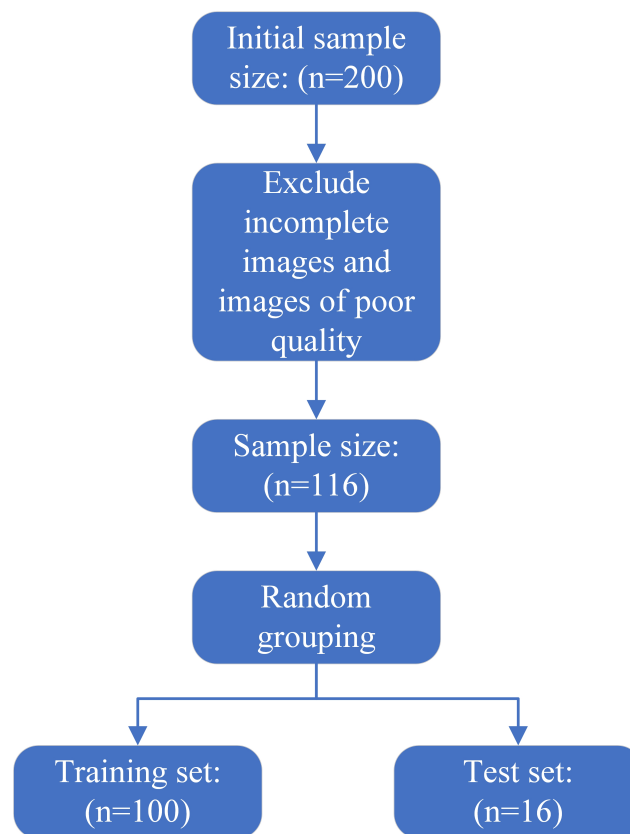 Initial sample
size: (n=200)
Exclude
incomplete
images and
images of poor
quality
Sample size:
(n=116)
Random
grouping
Training set:
(n=100)
Test set:
(n=16)